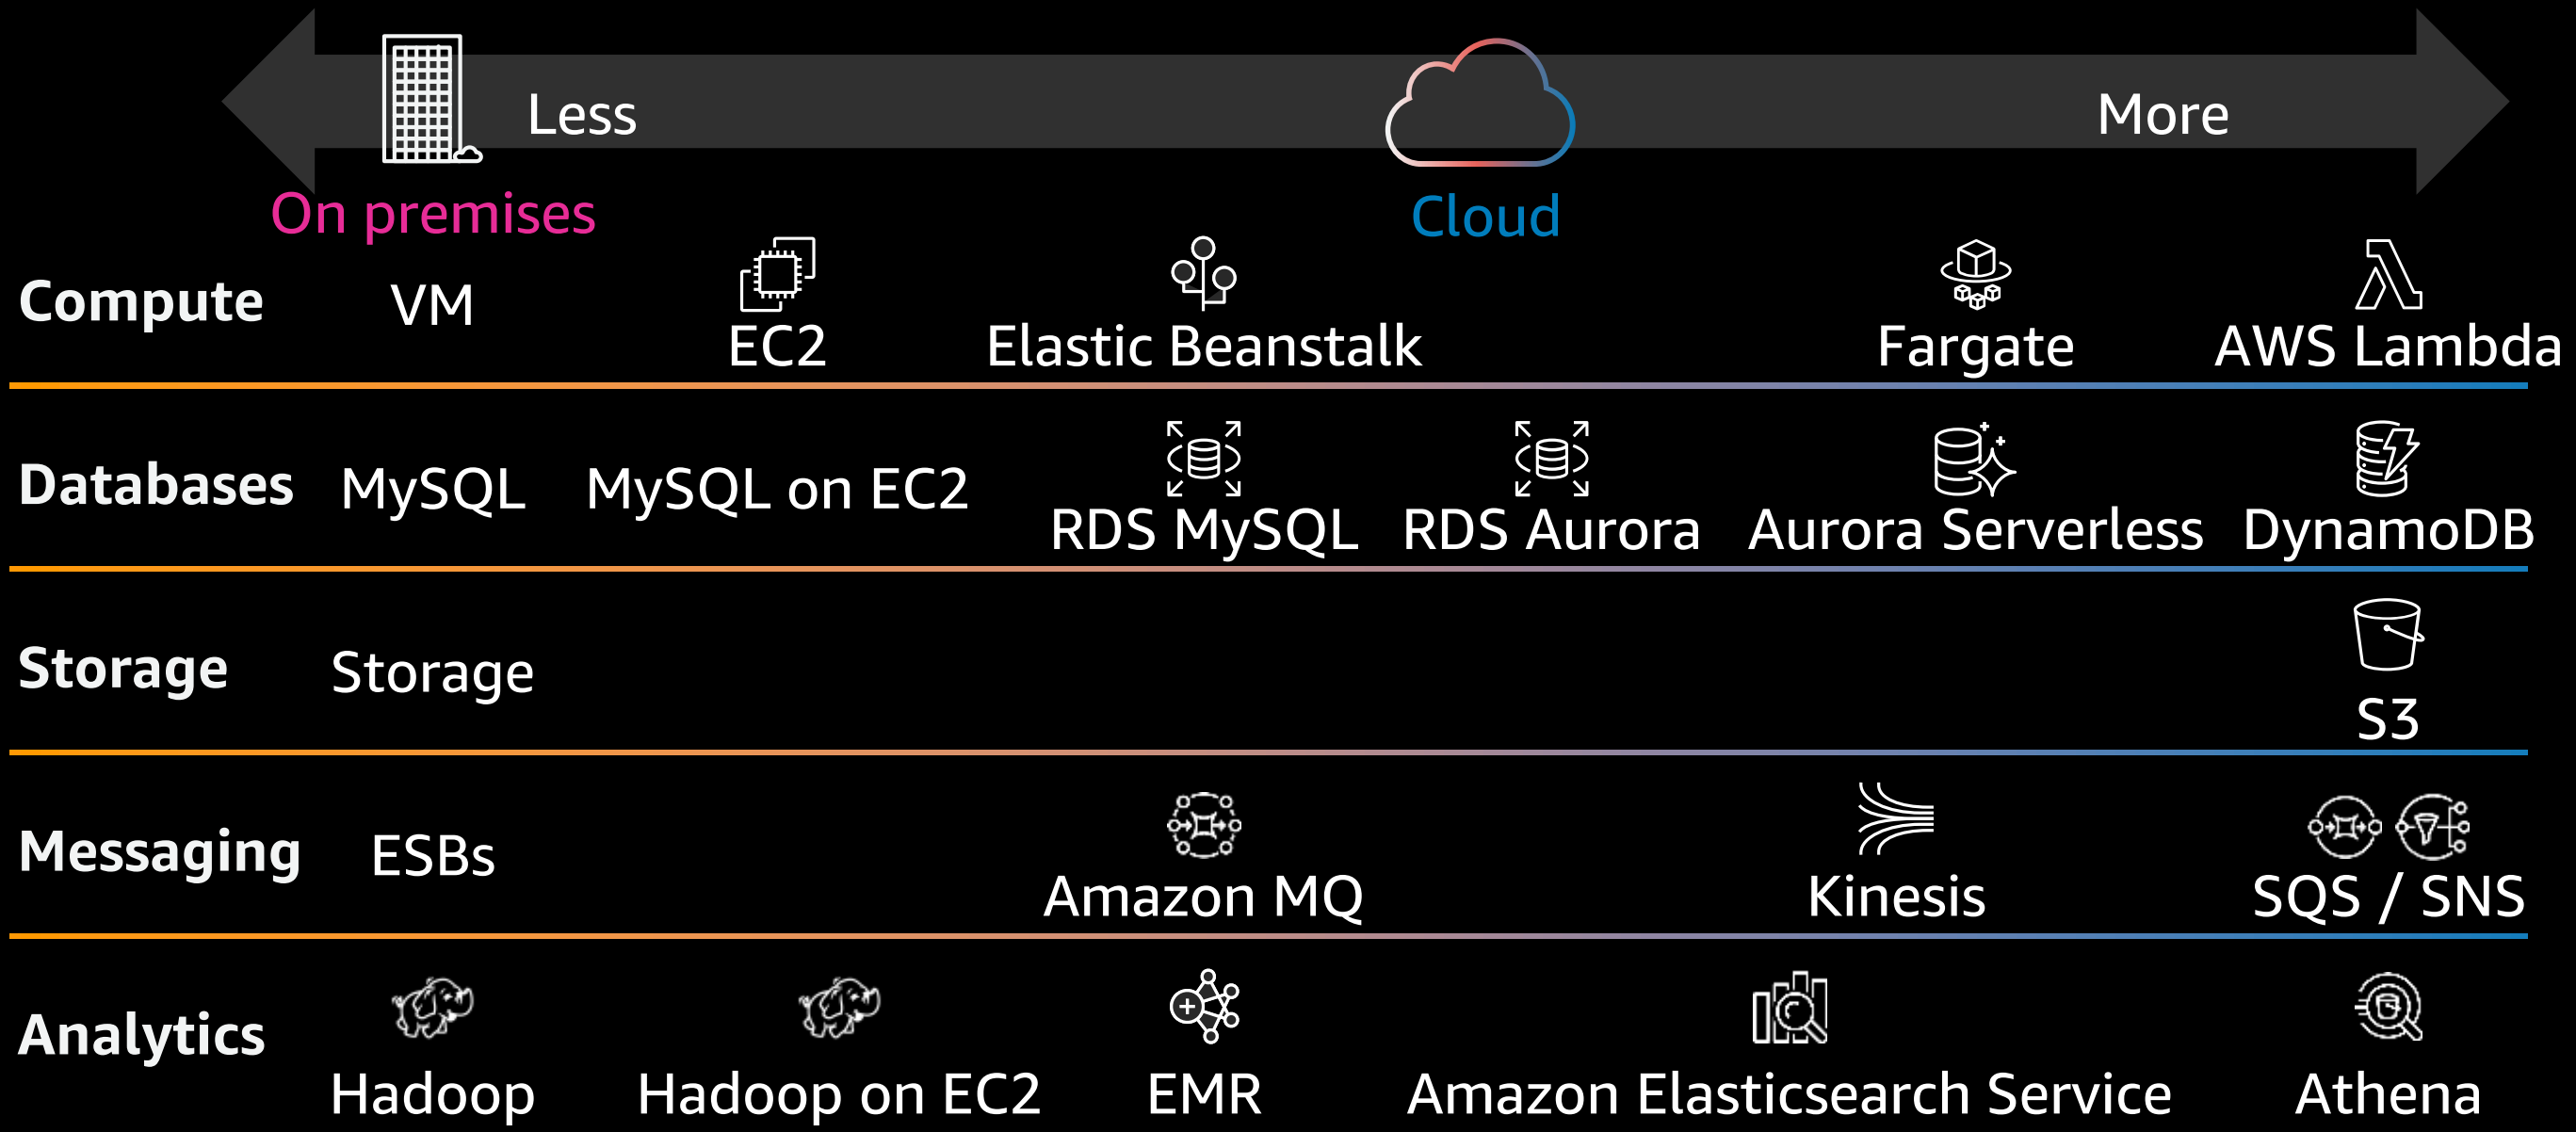 Less
More
On premises
Cloud
Compute
VM
EC2
Elastic Beanstalk
Fargate
AWS Lambda
Databases
MySQL
MySQL on EC2
RDS MySQL
RDS Aurora
Aurora Serverless
DynamoDB
Storage
Storage
S3
Messaging
ESBs
Amazon MQ
Kinesis
SQS / SNS
Analytics
Hadoop
Hadoop on EC2
EMR
Amazon Elasticsearch Service
Athena